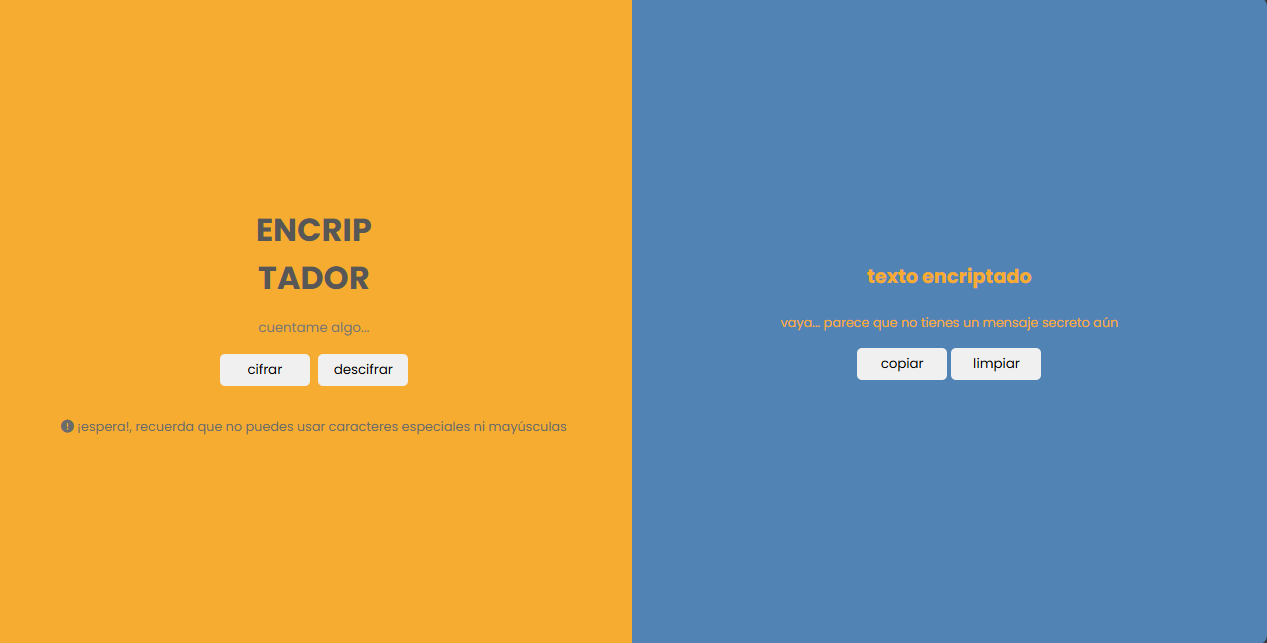 ENCRIP
TADOR
cuentame algo...
cifrar
descifrar
¡espera!, recuerda que no puedes usar caracteres especiales ni mayúsculas
texto encriptado
vaya... parece que no tienes un mensaje secreto aún
copiar
limpiar